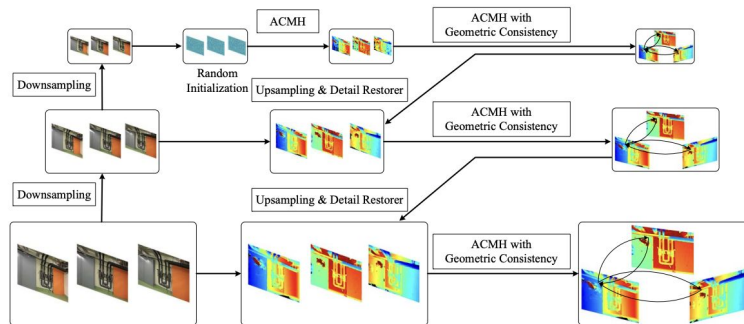 ACMH
ACMH with
Geometric Consistency
Random
Initialization
Downsampling
Upsampling & Detail Restorer
ACMH with
Geometric Consistency
Downsampling
Upsampling & Detail Restorer
ACMH with
Geometric Consistency